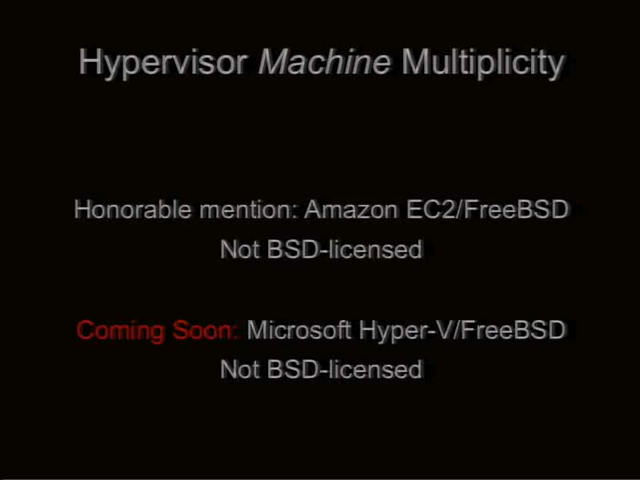 Hypervisor Machine Multiplicity
Honorable mention: Amazon EC2/FreeBSD
Not BSD-licensed
Coming Soon: Microsoft Hyper-V/FreeBSD
Not BSD-licensed